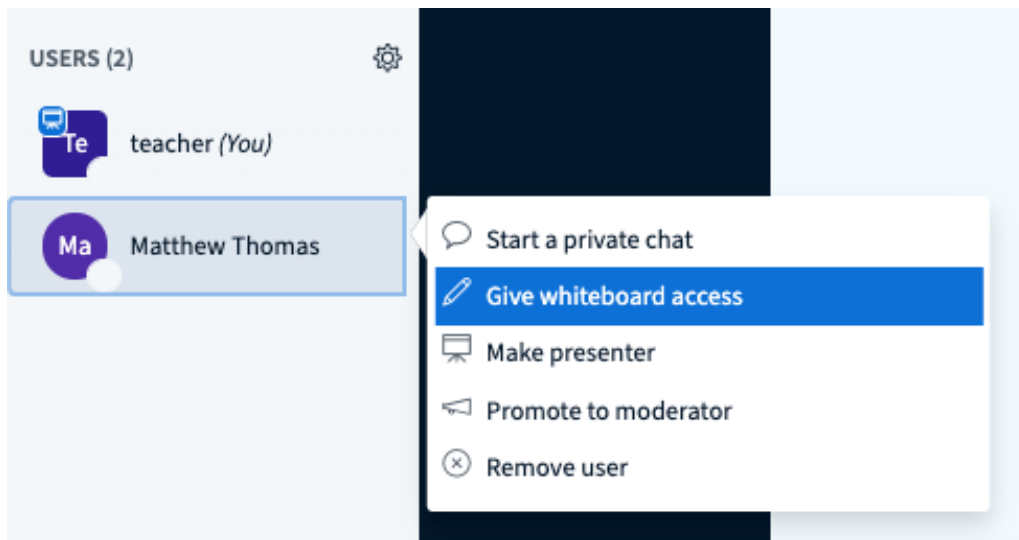 USERS (2)
Te
teacher (You)
Ma
Matthew Thomas
Start a private chat
Give whiteboard access
Make presenter
Promote to moderator
Remove user